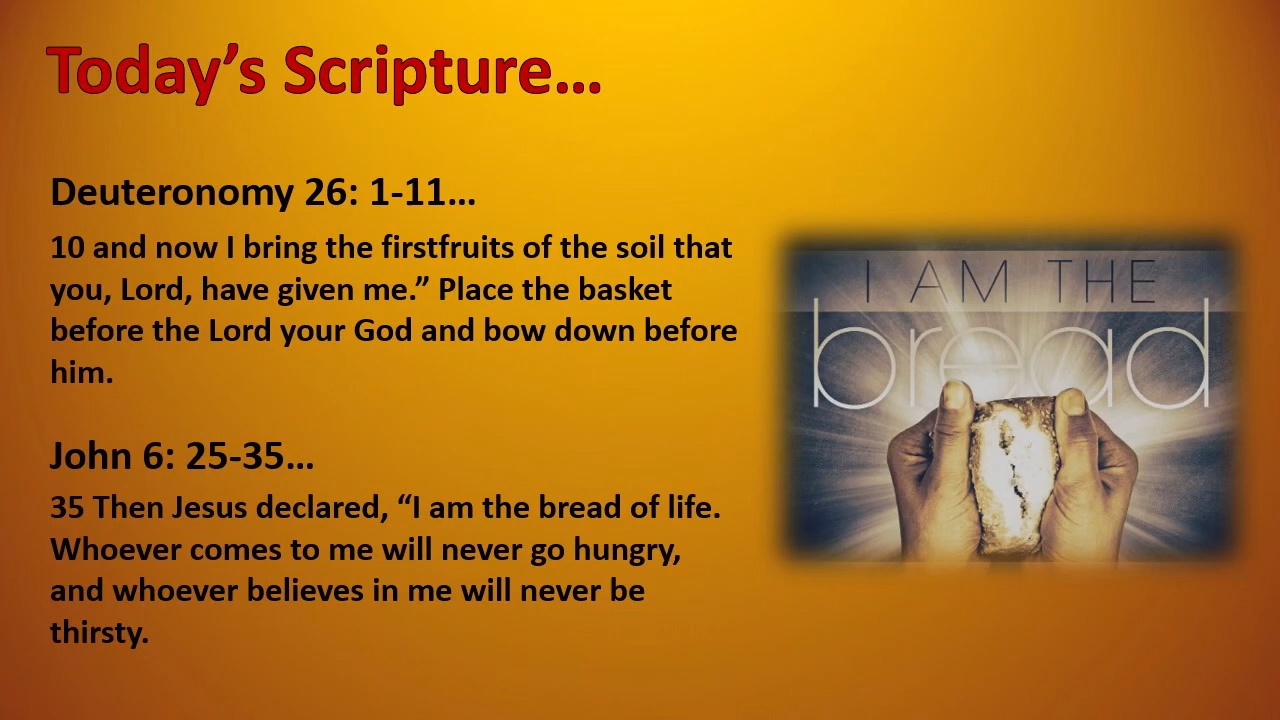 Today’s Scripture…
Deuteronomy 26: 1-11…
10 and now I bring the firstfruits of the soil that
you, Lord, have given me.” Place the basket
before the Lord your God and bow down before
him.
John 6: 25-35…
35 Then Jesus declared, “I am the bread of life.
Whoever comes to me will never go hungry,
and whoever believes in me will never be
thirsty.
I AM THE
bread